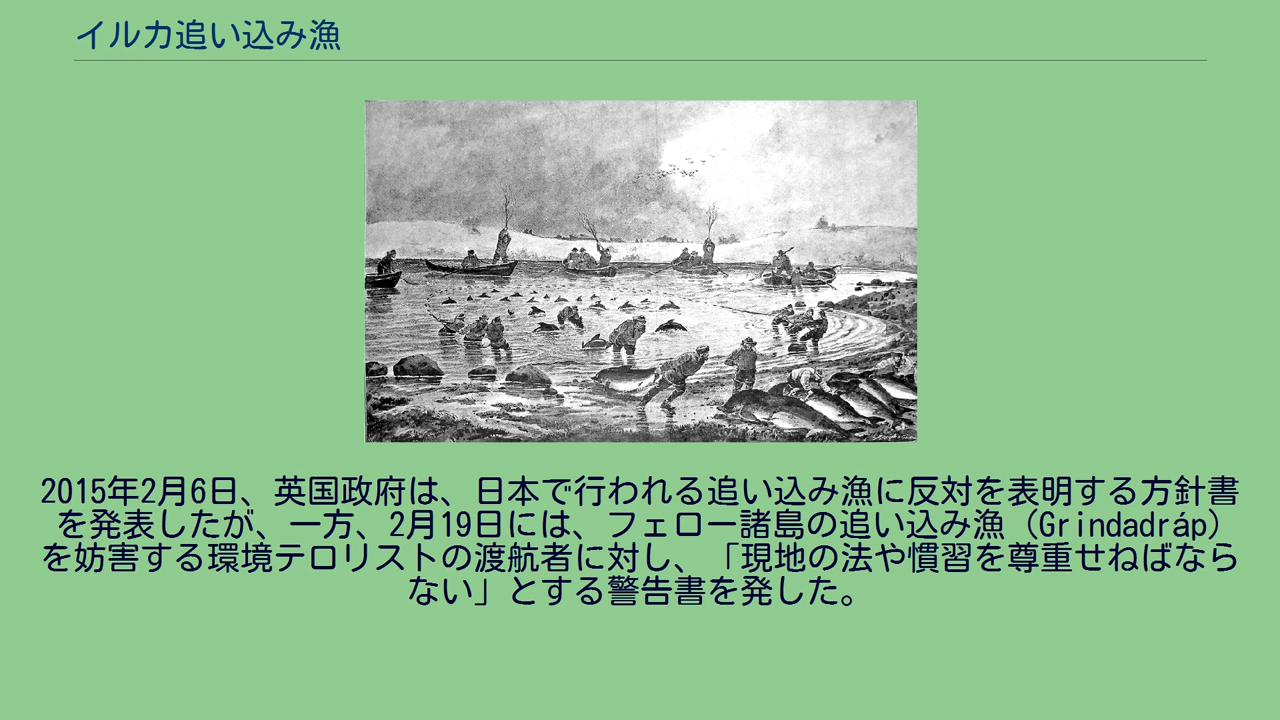 イルカ追い込み漁
2015年2月6日、英国政府は、日本で行われる追い込み漁に反対を表明する方針書
を発表したが、一方、2月19日には、フェロー諸島の追い込み漁（Grindadráp）
を妨害する環境テロリストの渡航者に対し、「現地の法や慣習を尊重せねばなら
ない」とする警告書を発した。